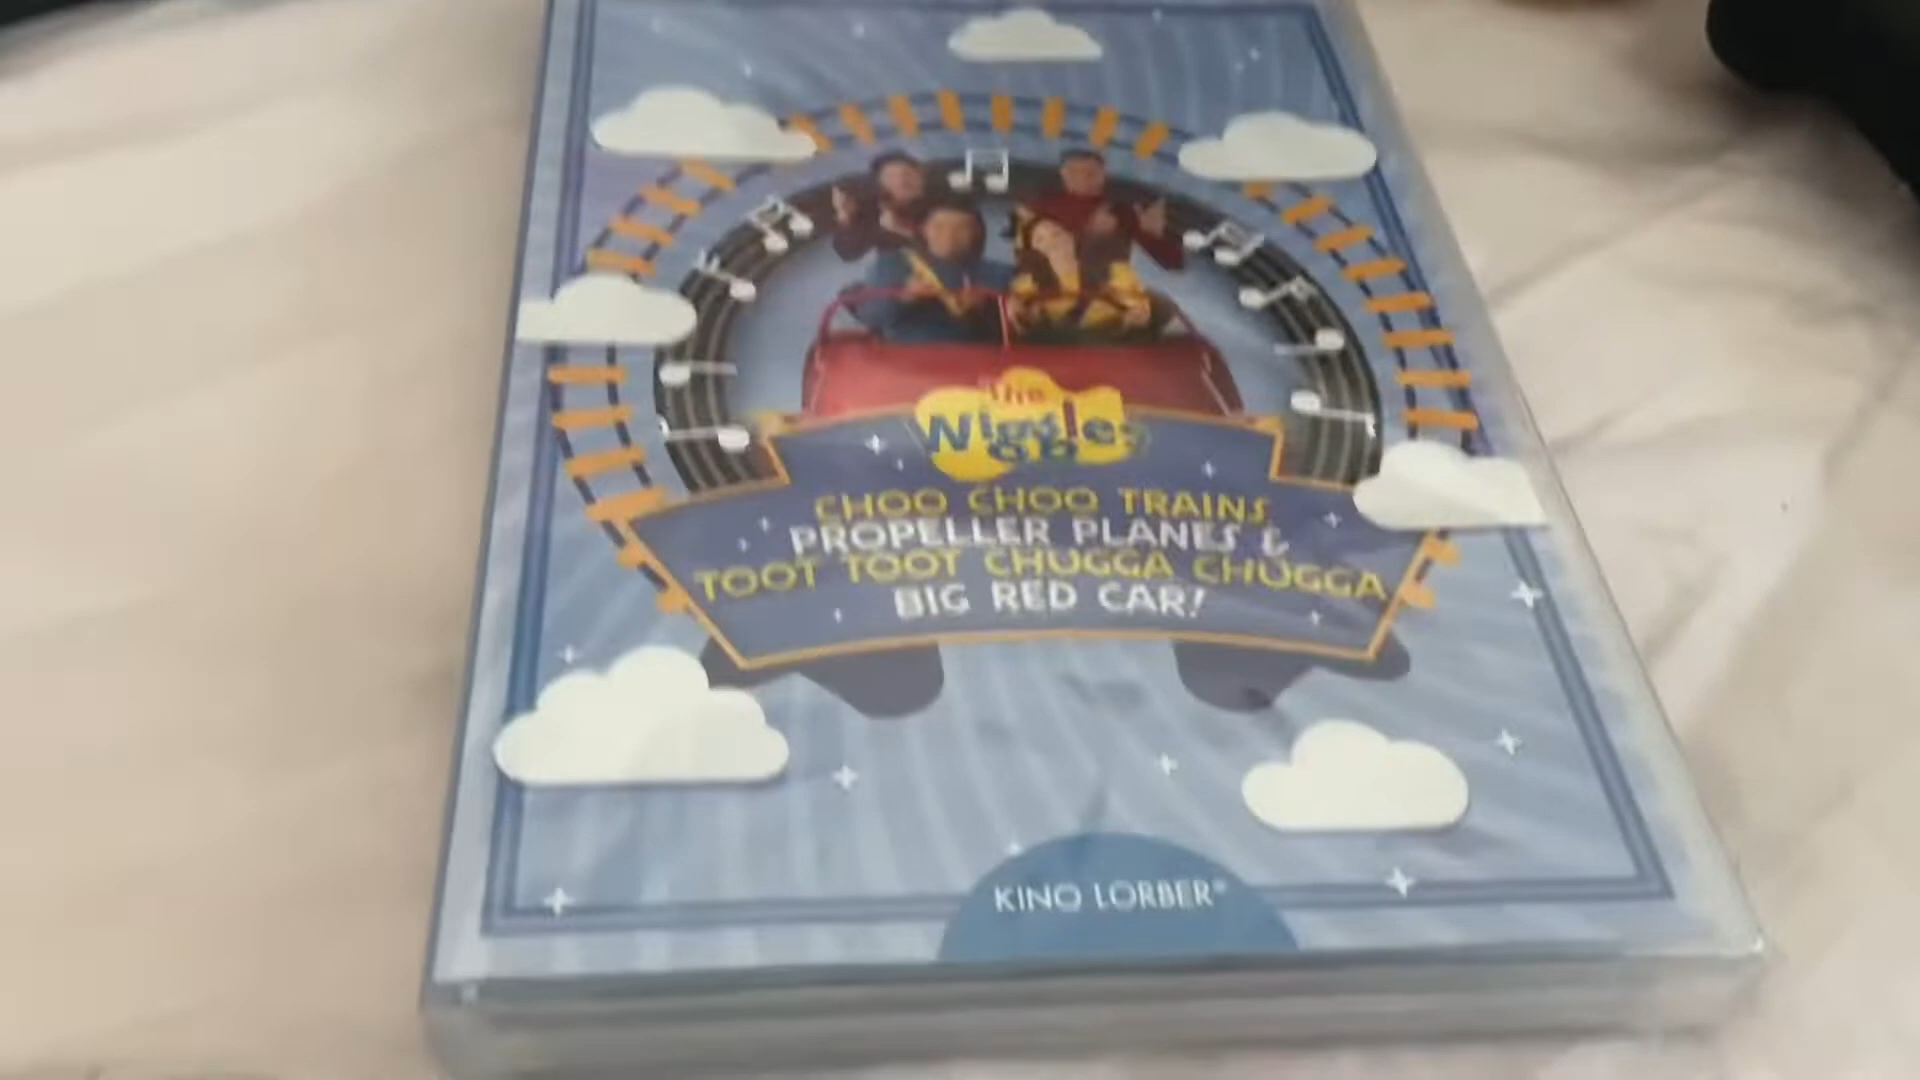 The
Wiggles
CHOO CHOO TRAINS
PROPELLER PLANES &
TOOT TOOT CHUGGA CHUGGA
BIG RED CAR!
KINO LORBER®